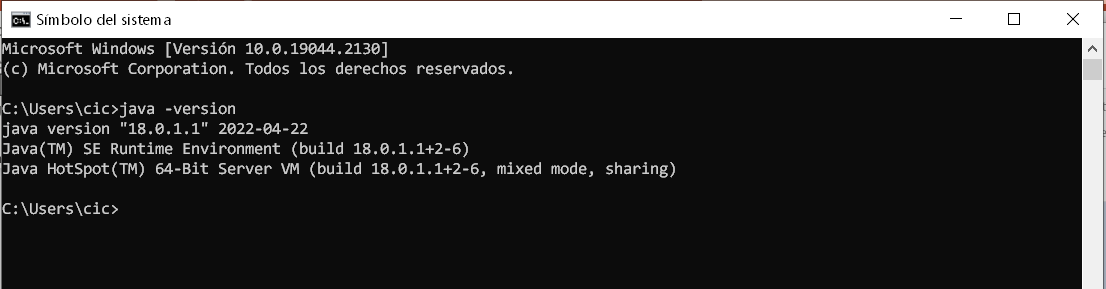 Símbolo del sistema
Microsoft Windows [Versión 10.0.19044.2130]
(c) Microsoft Corporation. Todos los derechos reservados.
C:\Users\cic>java -version
java version "18.0.1.1" 2022-04-22
Java(TM) SE Runtime Environment (build 18.0.1.1+2-6)
Java HotSpot(TM) 64-Bit Server VM (build 18.0.1.1+2-6, mixed mode, sharing)
C:\Users\cic>